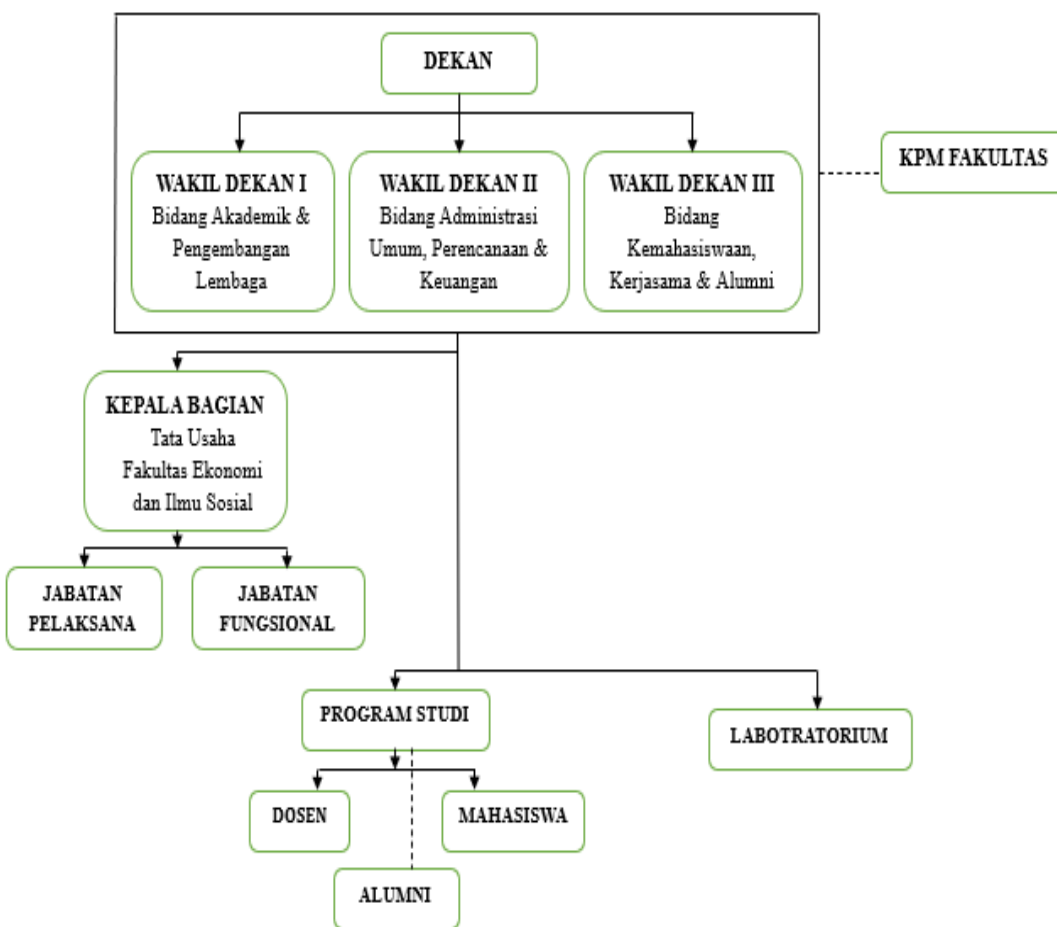 DEKAN
KPM FAKULTAS
WAKIL DEKAN I
Bidang Akademik &
Pengembangan
Lembaga
WAKIL DEKAN II
Bidang Administrasi
Umum, Perencanaan &
Keuangan
WAKIL DEKAN III
Bidang
Kemahasiswaan,
Kerjasama & Alumni
KEPALA BAGIAN
Tata Usaha
Fakultas Ekonomi
dan Ilmu Sosial
JABATAN
PELAKSANA
JABATAN
FUNGSIONAL
PROGRAM STUDI
LABOTRATORIUM
DOSEN
MAHASISWA
ALUMNI